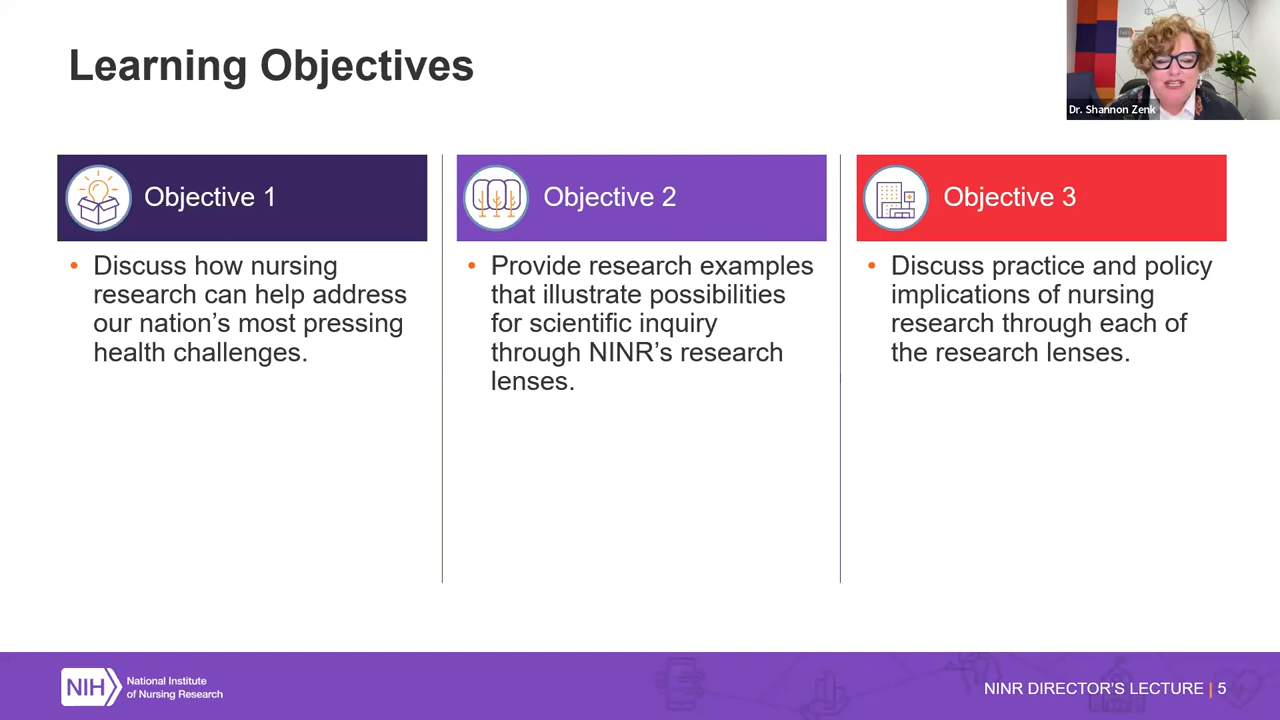 Learning Objectives
Dr. Shannon Zenk
Objective 1
Discuss how nursing
research can help address
our nation’s most pressing
health challenges.
Objective 2
Provide research examples
that illustrate possibilities
for scientific inquiry
through NINR’s research
lenses.
Objective 3
Discuss practice and policy
implications of nursing
research through each of
the research lenses.
NIH
National Institute
of Nursing Research
NINR DIRECTOR’S LECTURE | 5